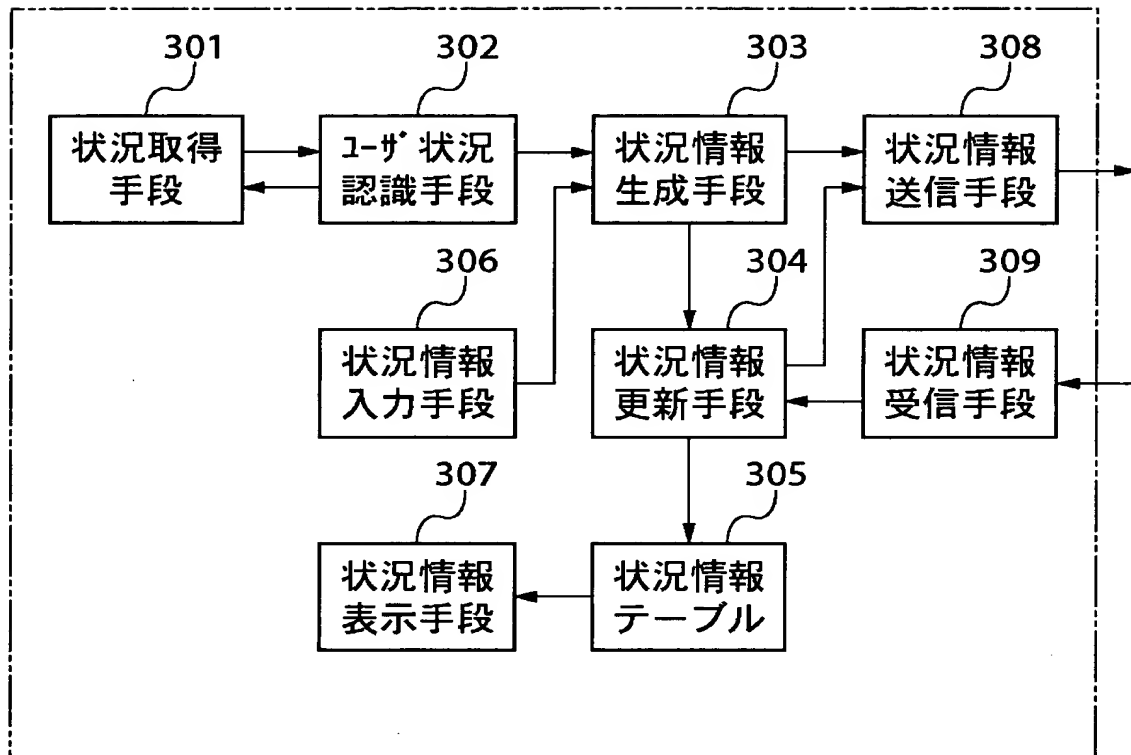 301
302
303
308
状況取得
手段
ﾕｰｻﾞ状況
認識手段
状況情報
生成手段
状況情報
送信手段
306
304
309
状況情報
入力手段
状況情報
更新手段
状況情報
受信手段
307
305
状況情報
表示手段
状況情報
テーブル